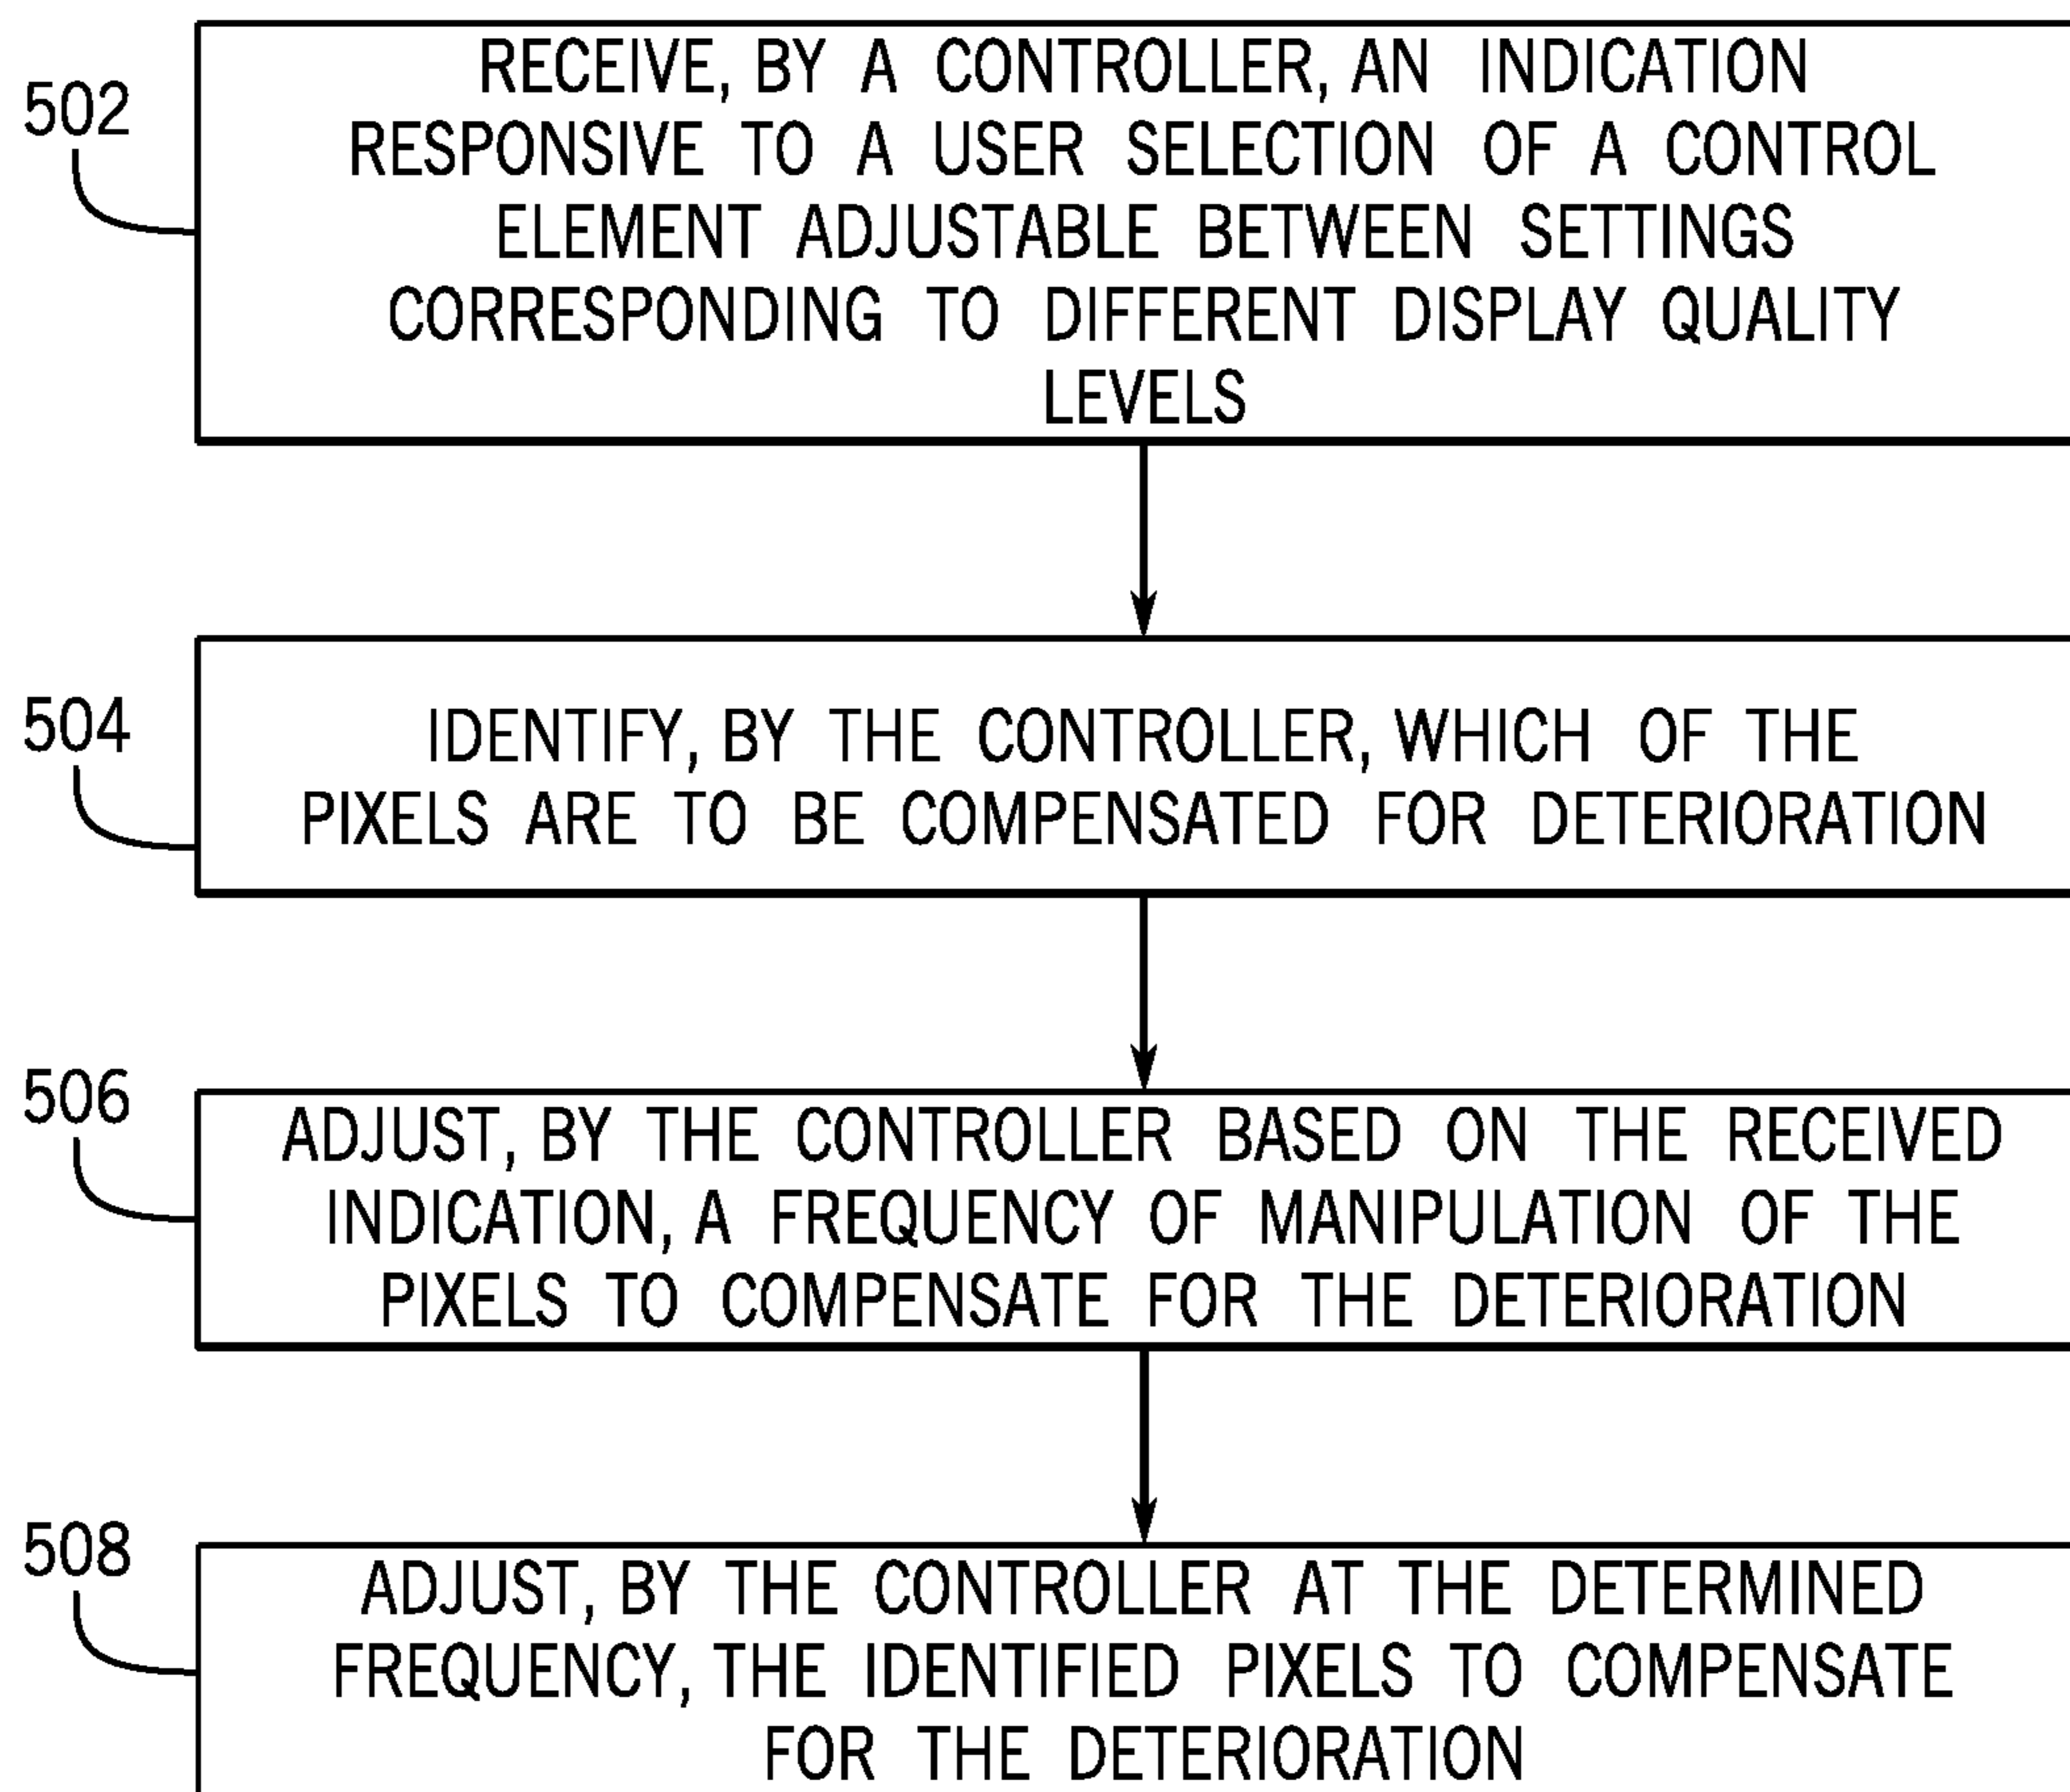 502
RECEIVE, BY A CONTROLLER, AN INDICATION
RESPONSIVE TO A USER SELECTION OF A CONTROL
ELEMENT ADJUSTABLE BETWEEN SETTINGS
CORRESPONDING TO DIFFERENT DISPLAY QUALITY
LEVELS
504
IDENTIFY, BY THE CONTROLLER, WHICH OF THE
PIXELS ARE TO BE COMPENSATED FOR DETERIORATION
506
ADJUST, BY THE CONTROLLER BASED ON THE RECEIVED
INDICATION, A FREQUENCY OF MANIPULATION OF THE
PIXELS TO COMPENSATE FOR THE DETERIORATION
508
ADJUST, BY THE CONTROLLER AT THE DETERMINED
FREQUENCY, THE IDENTIFIED PIXELS TO COMPENSATE
FOR THE DETERIORATION